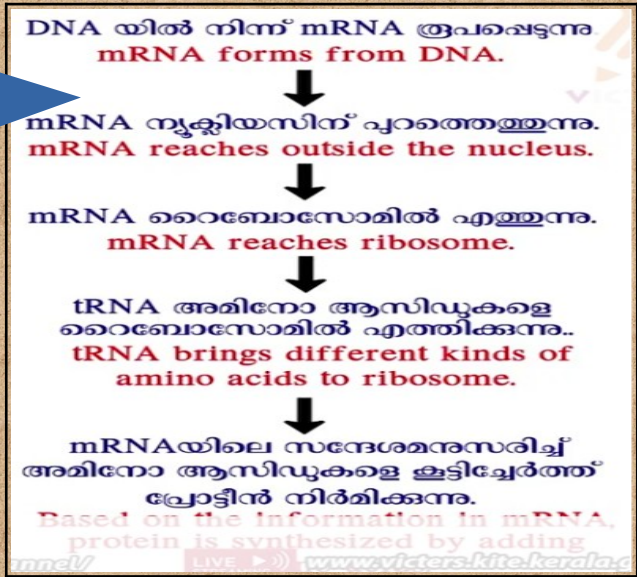 DNA യിൽ നിന്ന് mRNA രൂപപ്പെടുന്നു
mRNA forms from DNA.
mRNA ന്യൂക്ലിയസിന് പുറത്തെത്തുന്നു.
mRNA reaches outside the nucleus.
mRNA റൈബോസോമിൽ എത്തുന്നു.
mRNA reaches ribosome.
tRNA അമിനോ ആസിഡുകളെ
റൈബോസോമിൽ എത്തിക്കുന്നു..
tRNA brings different kinds of
amino acids to ribosome.
mRNAയിലെ സന്ദേശമനുസരിച്ച്
അമിനോ ആസിഡുകളെ കൂട്ടിച്ചേർത്ത്
പ്രോട്ടീൻ നിർമിക്കുന്നു.
Based on the information in mRNA,
protein is synthesized by adding
LIVE www.victers.kite.kerala.g